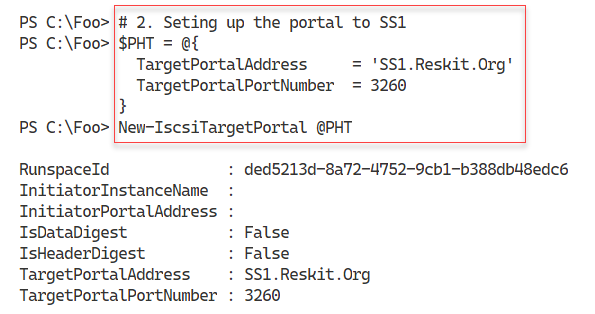 PS C:\Foo> # 2. Seting up the portal to SS1
PS C:\Foo> $PHT = @{
  TargetPortalAddress     = 'SS1.Reskit.Org'
  TargetPortalPortNumber  = 3260
}
PS C:\Foo> New-IscsiTargetPortal @PHT

RunspaceId             : ded5213d-8a72-4752-9cb1-b388db48edc6
InitiatorInstanceName  :
InitiatorPortalAddress :
IsDataDigest           : False
IsHeaderDigest         : False
TargetPortalAddress    : SS1.Reskit.Org
TargetPortalPortNumber : 3260